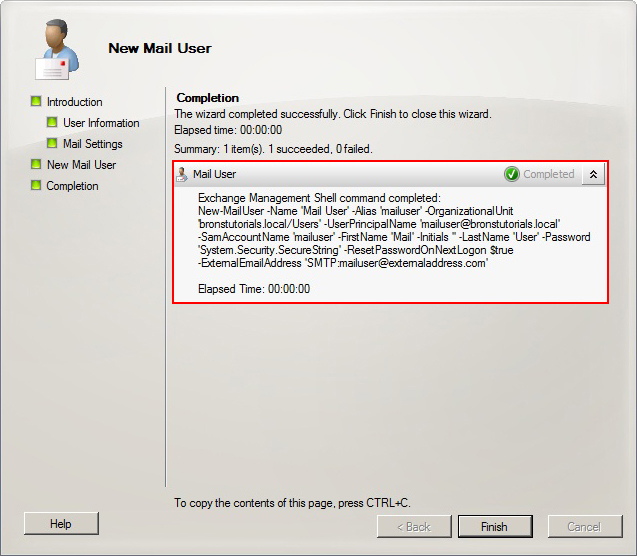 New Mail User
Introduction
User Information
Mail Settings
New Mail User
Completion
Completion
The wizard completed successfully. Click Finish to close this wizard.
Elapsed time: 00:00:00
Summary: 1 item(s). 1 succeeded, 0 failed.
Mail User
Completed
Exchange Management Shell command completed:
New-MailUser -Name 'Mail User' -Alias 'mailuser' -OrganizationalUnit
'bronstutorials.local/Users' -UserPrincipalName 'mailuser@bronstutorials.local'
-SamAccountName 'mailuser' -FirstName 'Mail' -Initials '' -LastName 'User' -Password
'System.Security.SecureString' -ResetPasswordOnNextLogon $true
-ExternalEmailAddress 'SMTP:mailuser@externaladdress.com'
Elapsed Time: 00:00:00
To copy the contents of this page, press CTRL+C.
Help
< Back
Finish
Cancel